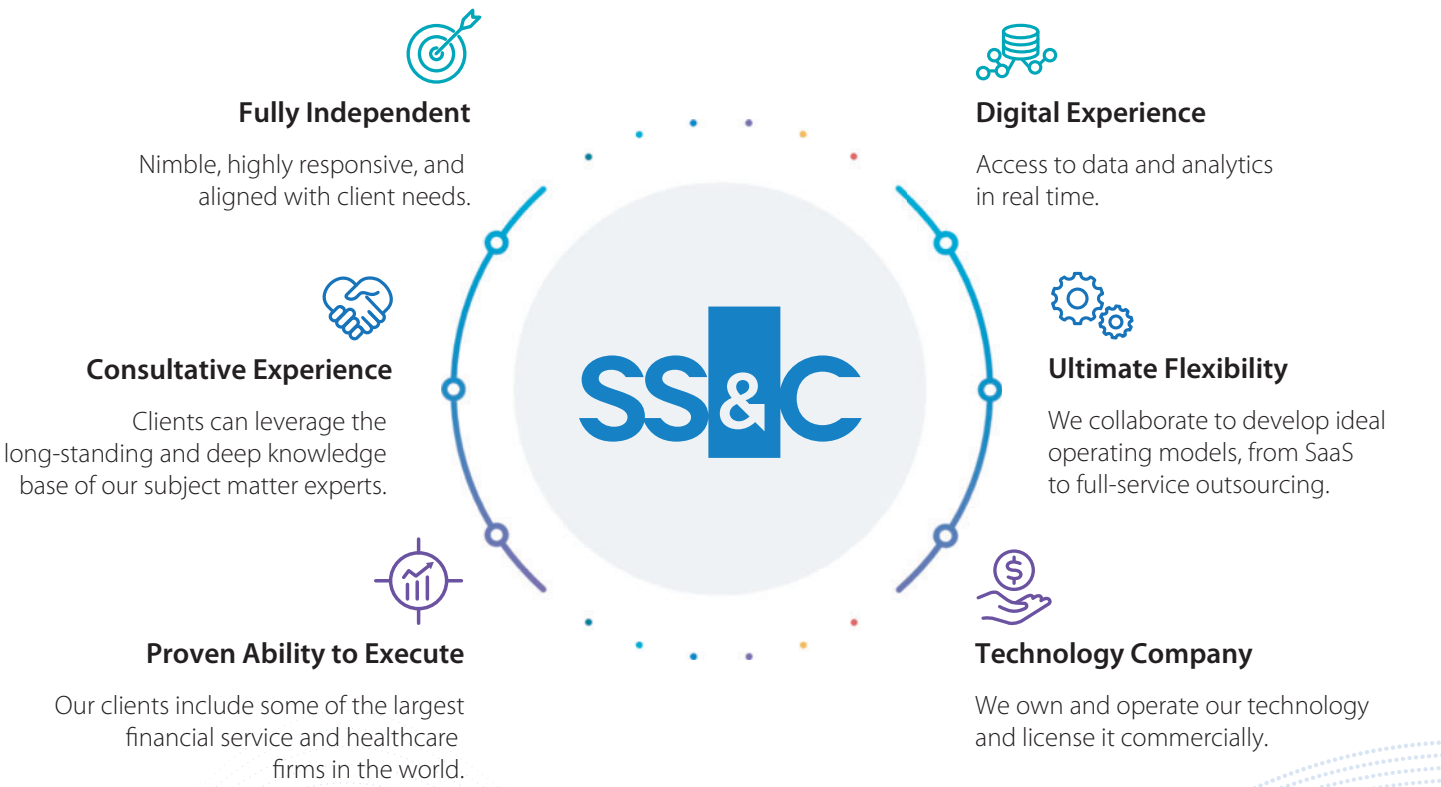 Fully Independent
Nimble, highly responsive, and
aligned with client needs.
Consultative Experience
Clients can leverage the
long-standing and deep knowledge
base of our subject matter experts.
Proven Ability to Execute
Our clients include some of the largest
financial service and healthcare
firms in the world.
SS&C
Digital Experience
Access to data and analytics
in real time.
Ultimate Flexibility
We collaborate to develop ideal
operating models, from SaaS
to full-service outsourcing.
$
Technology Company
We own and operate our technology
and license it commercially.